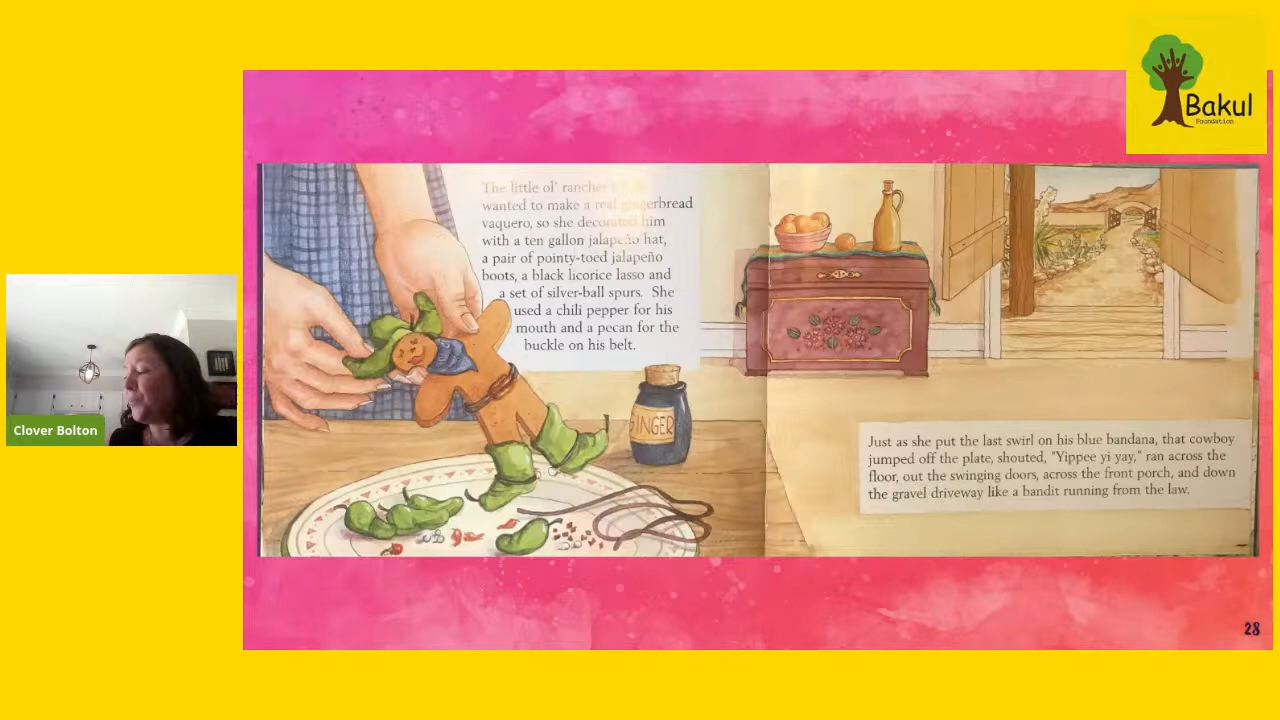 Bakul
Foundation
The little ol' rancher
wanted to make a real gingerbread
vaquero, so she decorated him
with a ten gallon jalapeño hat,
a pair of pointy-toed jalapeño
boots, a black licorice lasso and
a set of silver-ball spurs. She
used a chili pepper for his
mouth and a pecan for the
buckle on his belt.
GINGER
Just as she put the last swirl on his blue bandana, that cowboy
jumped off the plate, shouted, "Yippee yi yay," ran across the
floor, out the swinging doors, across the front porch, and down
the gravel driveway like a bandit running from the law.
Clover Bolton
28